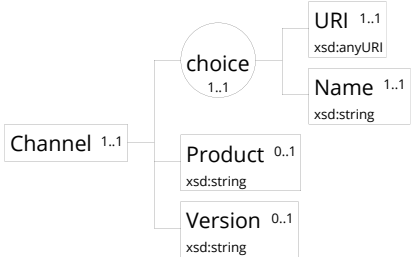 URI 1..1
xsd:anyURI
choice
1..1
Name 1..1
xsd:string
Channel 1..1
Product 0..1
xsd:string
Version 0..1
xsd:string